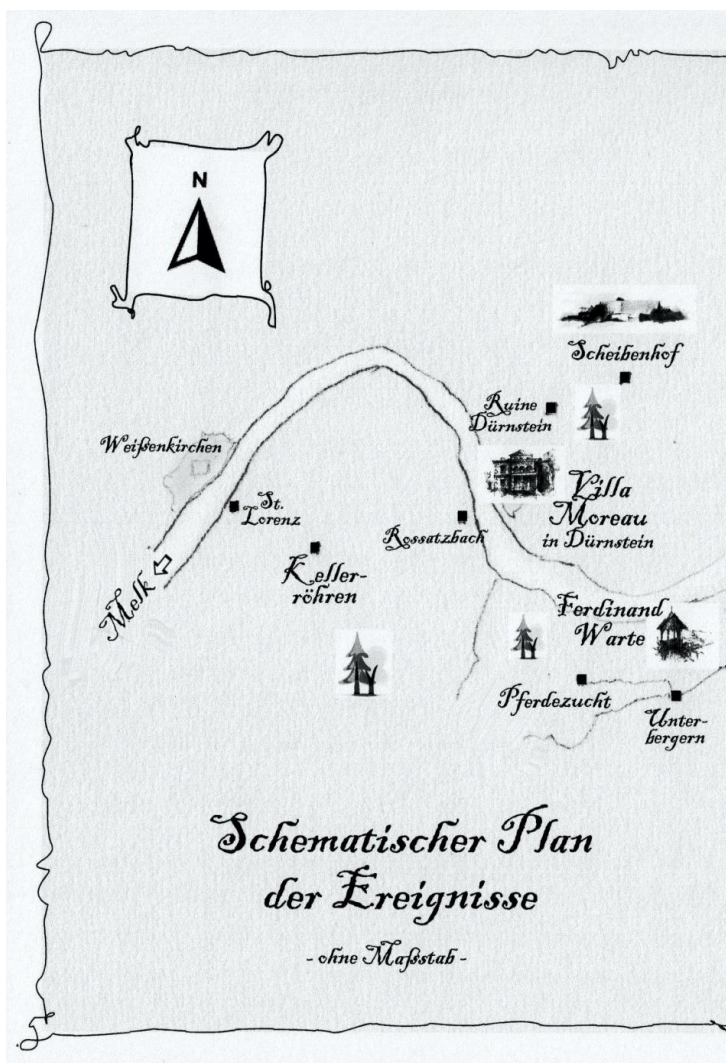 N
Scheibenhof
Ruine
Dürnstein
Weißenkirchen
Villa
Moreau
in Dürnstein
St.
Lorenz
Rossatzbach
Keller-
röhren
Melk
Ferdinand
Warte
Pferdezucht
Unter-
bergern
Schematischer Plan
der Ereignisse
- ohne Maßstab -